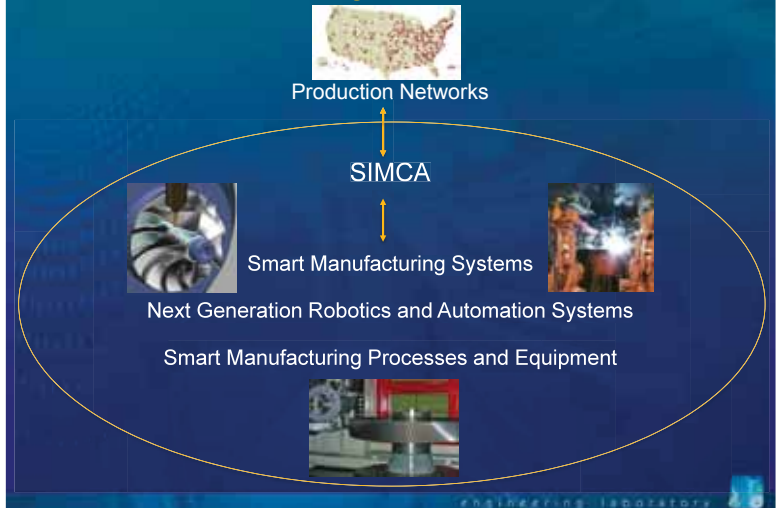 Production Networks
SIMCA
Smart Manufacturing Systems
Next Generation Robotics and Automation Systems
Smart Manufacturing Processes and Equipment
engineering laboratory